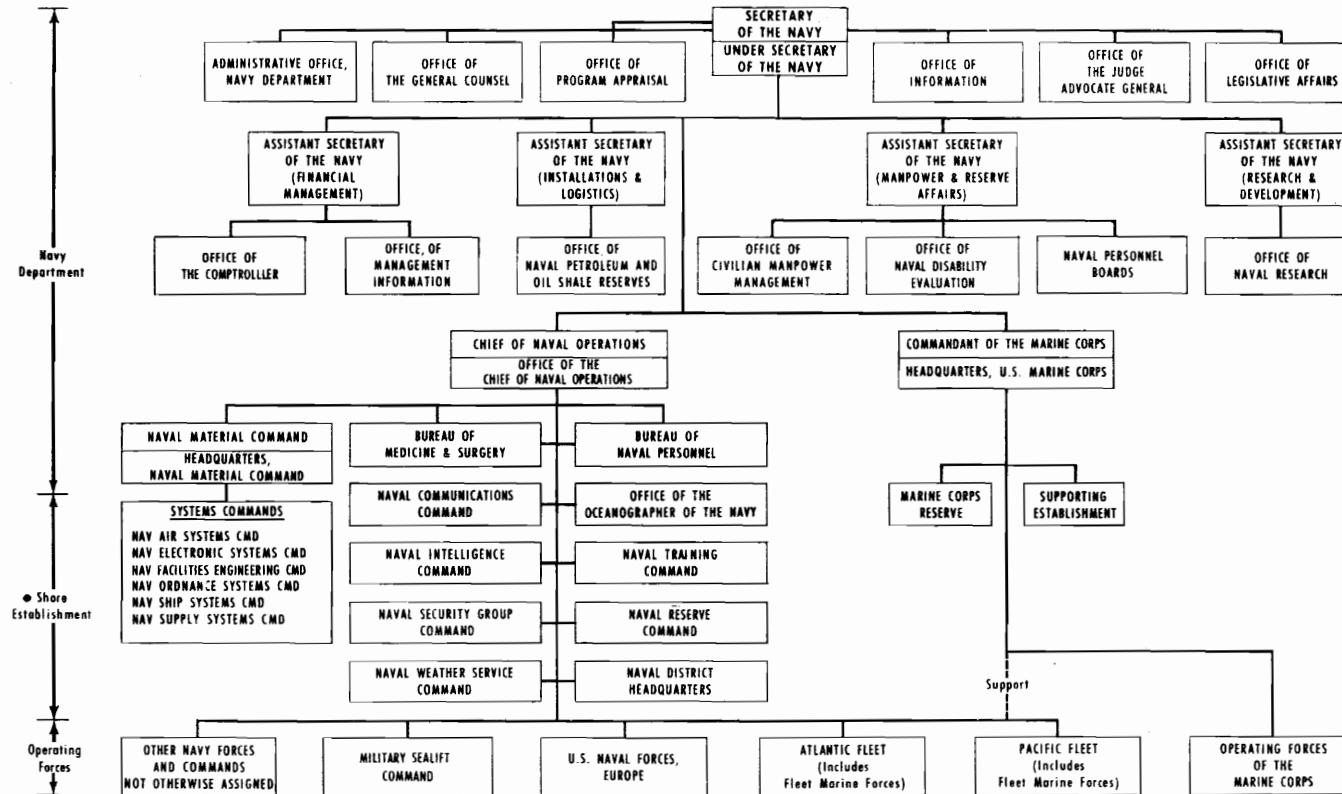 SECRETARY
OF THE NAVY
UNDER SECRETARY
OF THE NAVY
ADMINISTRATIVE OFFICE,
NAVY DEPARTMENT
OFFICE OF
THE GENERAL COUNSEL
OFFICE OF
PROGRAM APPRAISAL
OFFICE OF
INFORMATION
OFFICE OF
THE JUDGE
ADVOCATE GENERAL
OFFICE OF
LEGISLATIVE AFFAIRS
ASSISTANT SECRETARY
OF THE NAVY
(FINANCIAL
MANAGEMENT)
ASSISTANT SECRETARY
OF THE NAVY
(INSTALLATIONS &
LOGISTICS)
ASSISTANT SECRETARY
OF THE NAVY
(MANPOWER & RESERVE
AFFAIRS)
ASSISTANT SECRETARY
OF THE NAVY
(RESEARCH &
DEVELOPMENT)
Navy
Department
OFFICE OF
THE COMPTROLLLER
OFFICE OF
MANAGEMENT
INFORMATION
OFFICE OF
NAVAL PETROLEUM AND
OIL SHALE RESERVES
OFFICE OF
CIVILIAN MANPOWER
MANAGEMENT
OFFICE OF
NAVAL DISABILITY
EVALUATION
NAVAL PERSONNEL
BOARDS
OFFICE OF
NAVAL RESEARCH
CHIEF OF NAVAL OPERATIONS
OFFICE OF THE
CHIEF OF NAVAL OPERATIONS
COMMANDANT OF THE MARINE CORPS
HEADQUARTERS, U.S. MARINE CORPS
NAVAL MATERIAL COMMAND
HEADQUARTERS,
NAVAL MATERIAL COMMAND
BUREAU OF
MEDICINE & SURGERY
BUREAU OF
NAVAL PERSONNEL
SYSTEMS COMMANDS
NAV AIR SYSTEMS CMD
NAV ELECTRONIC SYSTEMS CMD
NAV FACILITIES ENGINEERING CMD
NAV ORDNANCE SYSTEMS CMD
NAV SHIP SYSTEMS CMD
NAV SUPPLY SYSTEMS CMD
NAVAL COMMUNICATIONS
COMMAND
OFFICE OF THE
OCEANOGRAPHER OF THE NAVY
MARINE CORPS
RESERVE
SUPPORTING
ESTABLISHMENT
NAVAL INTELLIGENCE
COMMAND
NAVAL TRAINING
COMMAND
● Shore
Establishment
NAVAL SECURITY GROUP
COMMAND
NAVAL RESERVE
COMMAND
NAVAL WEATHER SERVICE
COMMAND
NAVAL DISTRICT
HEADQUARTERS
Support
Operating
Forces
OTHER NAVY FORCES
AND COMMANDS
NOT OTHERWISE ASSIGNED
MILITARY SEALIFT
COMMAND
U.S. NAVAL FORCES,
EUROPE
ATLANTIC FLEET
(Includes
Fleet Marine Forces)
PACIFIC FLEET
(Includes
Fleet Marine Forces)
OPERATING FORCES
OF THE
MARINE CORPS